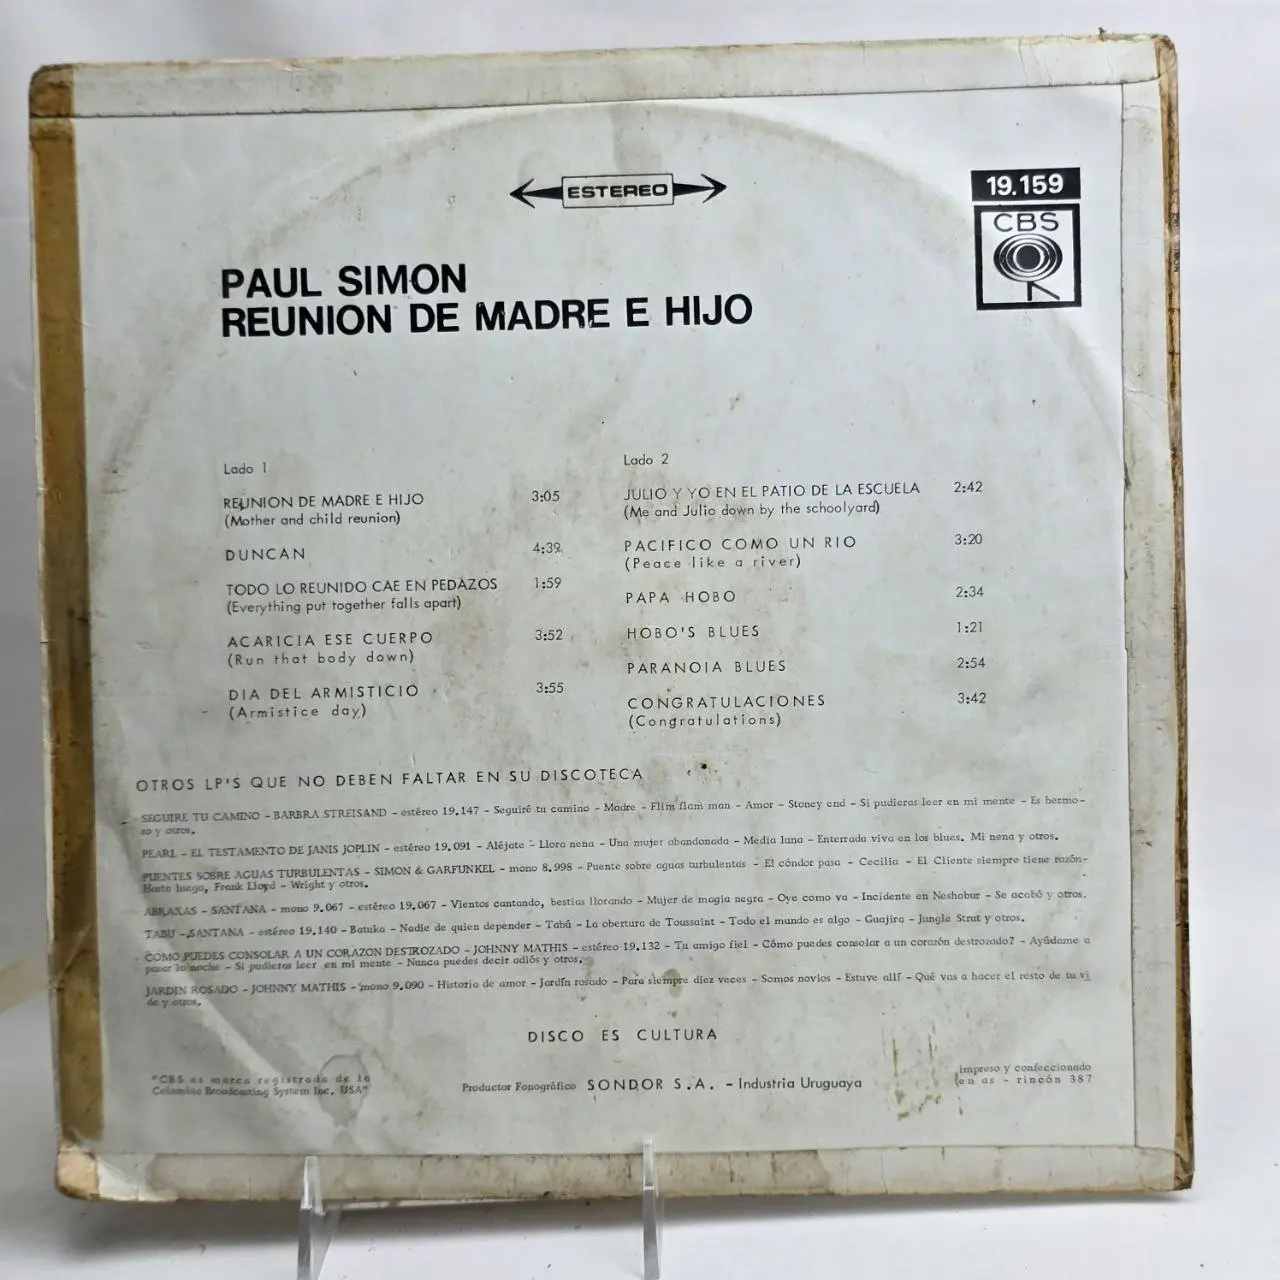 ESTEREO
19.159
CBS
PAUL SIMON
REUNION DE MADRE E HIJO
Lado 1
REUNION DE MADRE E HIJO 3:05
(Mother and child reunion)
DUNCAN 4:39
TODO LO REUNIDO CAE EN PEDAZOS 1:59
(Everything put together falls apart)
ACARICIA ESE CUERPO 3:52
(Run that body down)
DIA DEL ARMISTICIO 3:55
(Armistice day)
Lado 2
JULIO Y YO EN EL PATIO DE LA ESCUELA 2:42
(Me and Julio down by the schoolyard)
PACIFICO COMO UN RIO 3:20
(Peace like a river)
PAPA HOBO 2:34
HOBO'S BLUES 1:21
PARANOIA BLUES 2:54
CONGRATULACIONES 3:42
(Congratulations)
OTROS LP'S QUE NO DEBEN FALTAR EN SU DISCOTECA
SEGUIRE TU CAMINO - BARBRA STREISAND - estéreo 19.147 - Seguiré tu camino - Madre - Flim flam man - Amor - Stoney end - Si pudieras leer en mi mente - Es hermo-
so y otros.
PEARL - EL TESTAMENTO DE JANIS JOPLIN - estéreo 19.091 - Aléjate - Llora nena - Una mujer abandonada - Media luna - Enterrada viva en los blues. Mi nena y otros.
PUENTES SOBRE AGUAS TURBULENTAS - SIMON & GARFUNKEL - mono 8.998 - Puente sobre aguas turbulentas - El cóndor pasa - Cecilia - El Cliente siempre tiene razón-
Hasta luego, Frank Lloyd - Wright y otros.
ABRAXAS - SANTANA - mono 9.067 - estéreo 19.067 - Vientos cantando, bestias llorando - Mujer de magia negra - Oye como va - Incidente en Neshabur - Se acabó y otros.
TABU - SANTANA - estéreo 19.140 - Batuka - Nadie de quien depender - Tabú - La obertura de Toussaint - Todo el mundo es algo - Guajira - Jungle Strut y otros.
COMO PUEDES CONSOLAR A UN CORAZON DESTROZADO - JOHNNY MATHIS - estéreo 19.132 - Tu amigo fiel - Cómo puedes consolar a un corazón destrozado? - Ayúdame a
pasar la noche - Si pudieras leer en mi mente - Nunca puedes decir adiós y otros.
JARDIN ROSADO - JOHNNY MATHIS - mono 9.090 - Historia de amor - Jardín rosado - Para siempre diez veces - Somos novios - Estuve allí - Qué vas a hacer el resto de tu vi
da y otros.
DISCO ES CULTURA
"CBS es marca registrada de la
Columbia Broadcasting System Inc. USA"
Productor Fonográfico SONDOR S.A. - Industria Uruguaya
impreso y confeccionado
en as - rincón 387